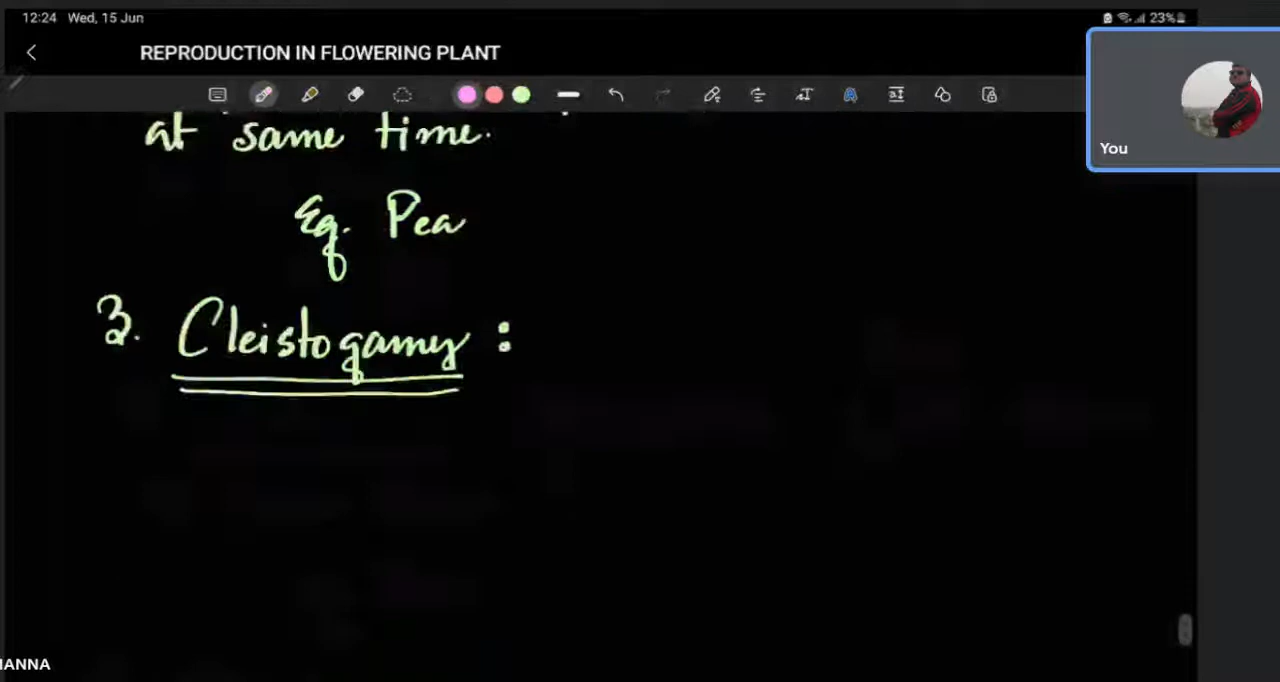 12:24 Wed, 15 Jun
23%
REPRODUCTION IN FLOWERING PLANT
You
at same time.
Eg. Pea
3. Cleistogamy :
IANNA